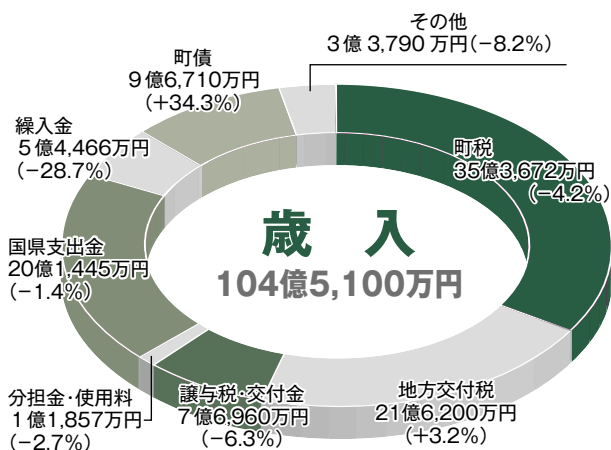 その他
3億3,790万円(−8.2%)
町債
9億6,710万円
(+34.3%)
繰入金
5億4,466万円
(−28.7%)
町税
35億3,672万円
(−4.2%)
歳 入
104億5,100万円
国県支出金
20億1,445万円
(−1.4%)
分担金・使用料
1億1,857万円
(−2.7%)
譲与税・交付金
7億6,960万円
(−6.3%)
地方交付税
21億6,200万円
(+3.2%)